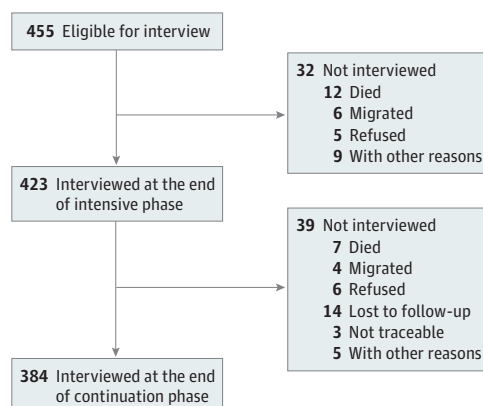 455 Eligible for interview
32 Not interviewed
12 Died
6 Migrated
5 Refused
9 With other reasons
423 Interviewed at the end
of intensive phase
39 Not interviewed
7 Died
4 Migrated
6 Refused
14 Lost to follow-up
3 Not traceable
5 With other reasons
384 Interviewed at the end
of continuation phase